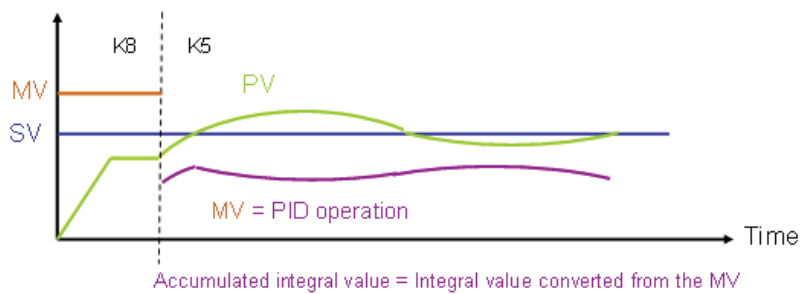 K8
K5
MV
PV
SV
MV = PID operation
Time
Accumulated integral value = Integral value converted from the MV